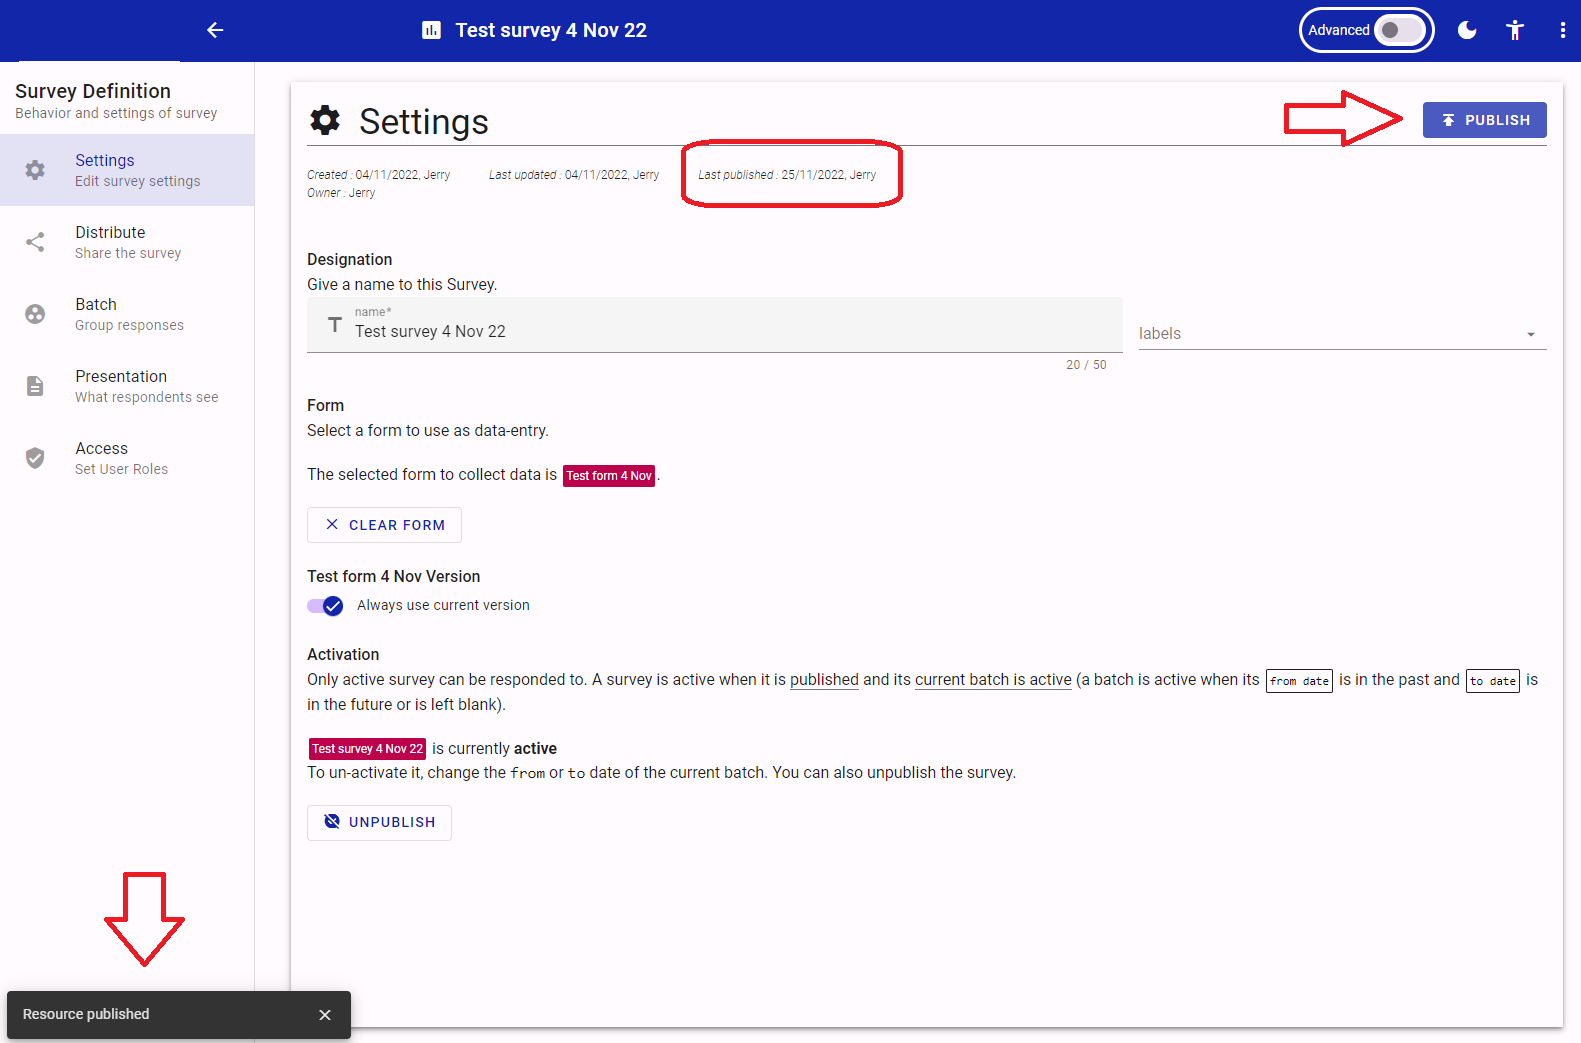 Test survey 4 Nov 22
Advanced
Survey Definition
Behavior and settings of survey
Settings
Edit survey settings
Distribute
Share the survey
Batch
Group responses
Presentation
What respondents see
Access
Set User Roles
Settings
PUBLISH
Created : 04/11/2022, Jerry
Last updated : 04/11/2022, Jerry
Last published : 25/11/2022, Jerry
Owner : Jerry
Designation
Give a name to this Survey.
name*
Test survey 4 Nov 22
labels
20 / 50
Form
Select a form to use as data-entry.
The selected form to collect data is Test form 4 Nov .
CLEAR FORM
Test form 4 Nov Version
Always use current version
Activation
Only active survey can be responded to. A survey is active when it is published and its current batch is active (a batch is active when its from date is in the past and to date is
in the future or is left blank).
Test survey 4 Nov 22 is currently active
To un-activate it, change the from or to date of the current batch. You can also unpublish the survey.
UNPUBLISH
Resource published